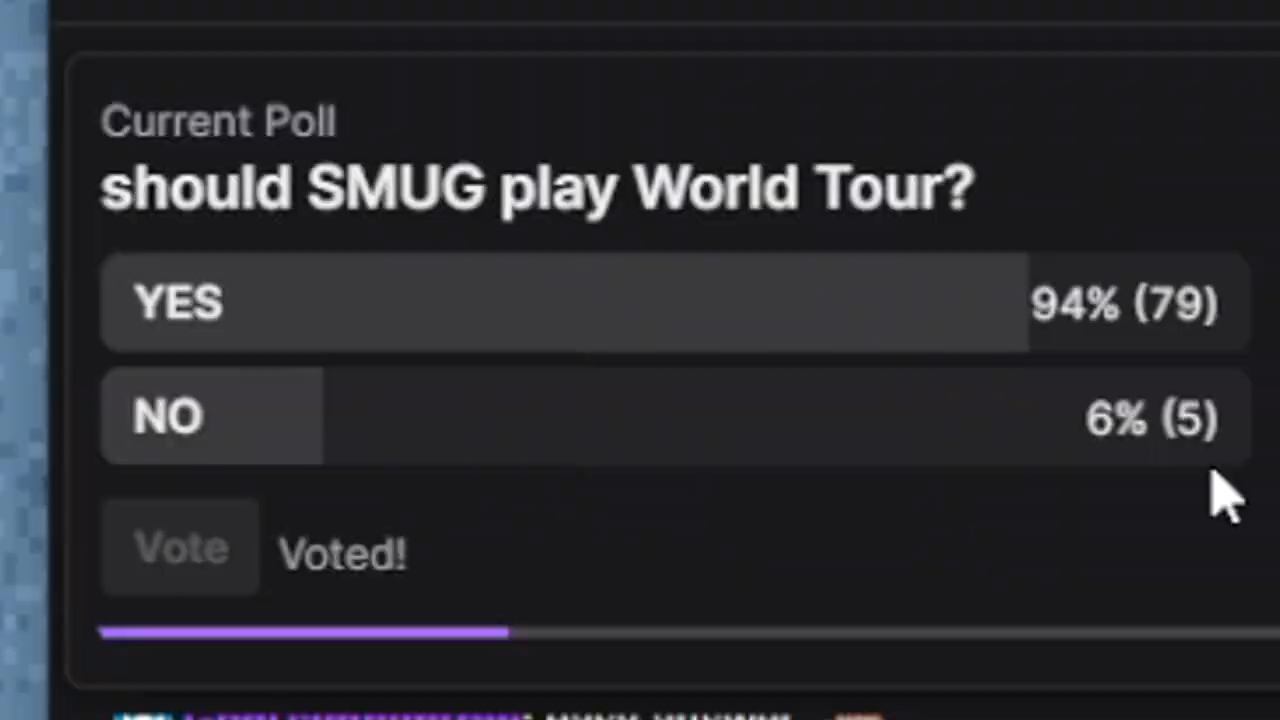 Current Poll
should SMUG play World Tour?
YES 94% (79)
NO 6% (5)
Vote Voted!